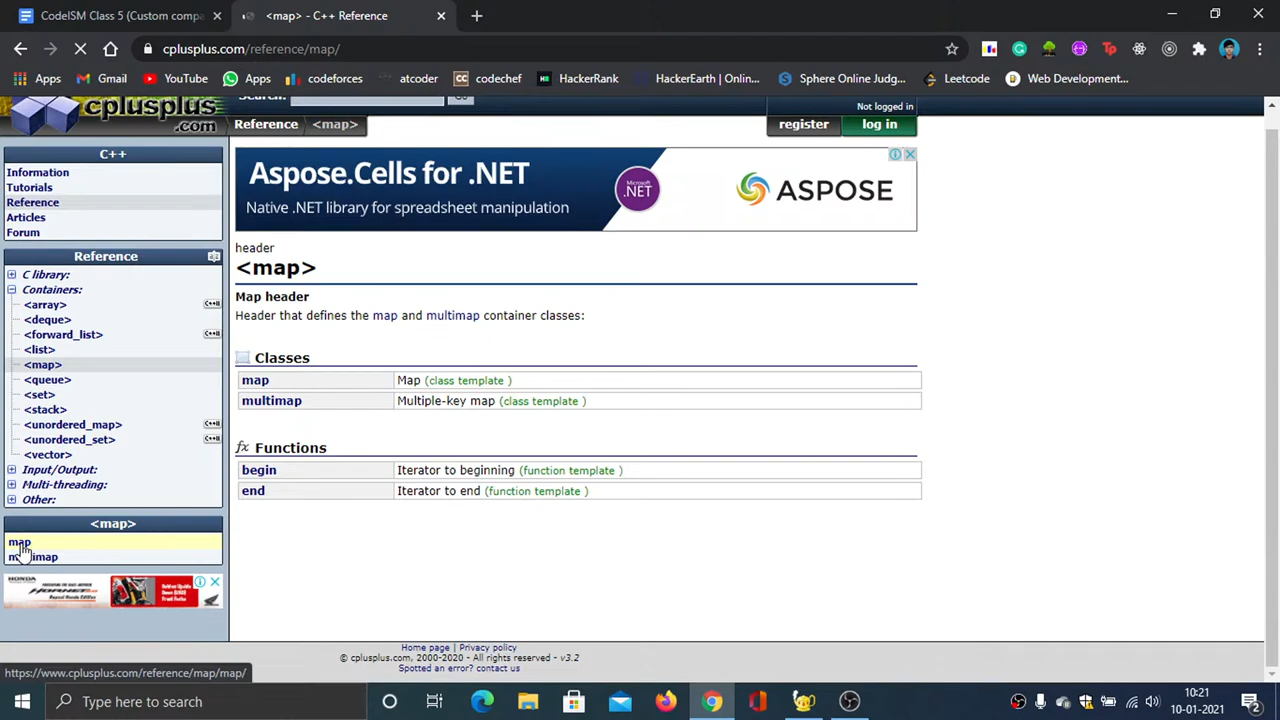 CodeISM Class 5 (Custom compa
<map> - C++ Reference
cplusplus.com/reference/map/
Apps
Gmail
YouTube
Apps
codeforces
atcoder
codechef
HackerRank
HackerEarth | Onlin...
Sphere Online Judg...
Leetcode
Web Development...
cplusplus
.com
Search:
Go
Reference
<map>
Not logged in
register
log in
C++
Information
Tutorials
Reference
Articles
Forum
Reference
C library:
Containers:
<array>
<deque>
<forward_list>
<list>
<map>
<queue>
<set>
<stack>
<unordered_map>
<unordered_set>
<vector>
Input/Output:
Multi-threading:
Other:
<map>
map
multimap
HONDA
Aspose.Cells for .NET
Native .NET library for spreadsheet manipulation
Microsoft
.NET
ASPOSE
header
<map>
Map header
Header that defines the map and multimap container classes:
Classes
map Map (class template )
multimap Multiple-key map (class template )
fx Functions
begin Iterator to beginning (function template )
end Iterator to end (function template )
Home page | Privacy policy
© cplusplus.com, 2000-2020 - All rights reserved - v3.2
Spotted an error? contact us
https://www.cplusplus.com/reference/map/map/
Type here to search
10:21
10-01-2021
2